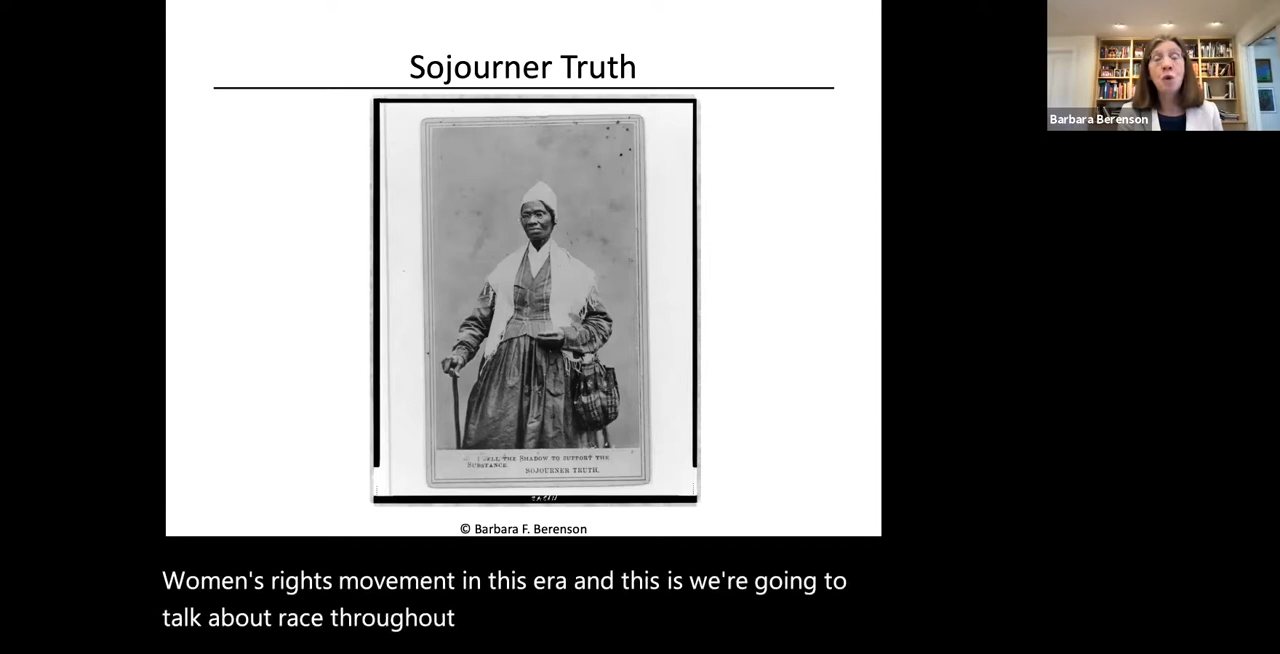 Sojourner Truth
Barbara Berenson
THE SHADOW TO SUPPORT THE
SUBSTANCE.
SOJOURNER TRUTH.
© Barbara F. Berenson
Women's rights movement in this era and this is we're going to
talk about race throughout